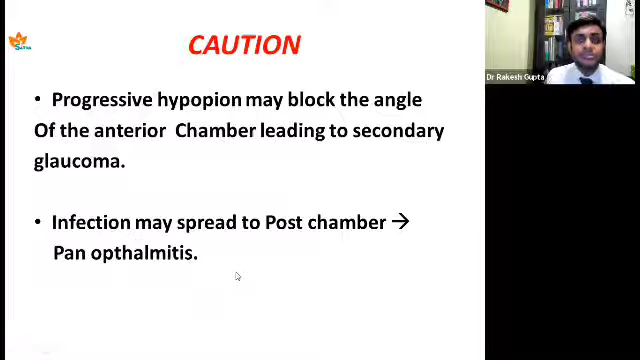 CAUTION
Sattva
Dr Rakesh Gupta
• Progressive hypopion may block the angle
Of the anterior Chamber leading to secondary
glaucoma.
• Infection may spread to Post chamber →
Pan opthalmitis.